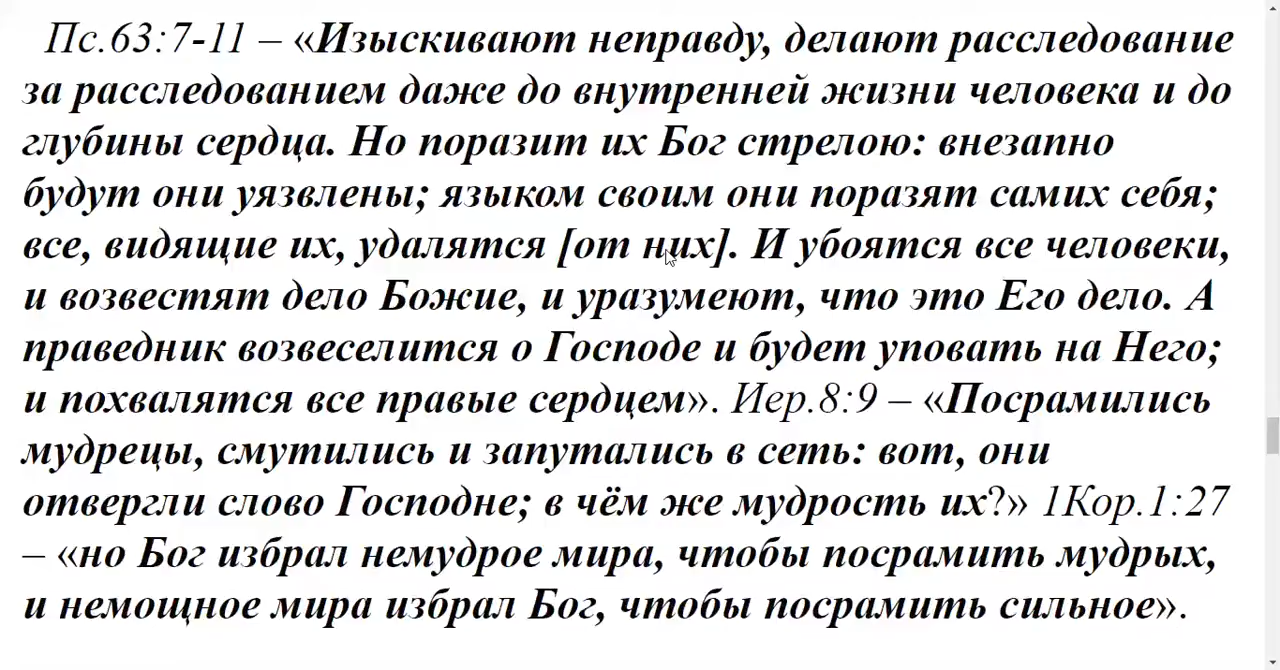 Пс.63:7-11 – «Изыскивают неправду, делают расследование
за расследованием даже до внутренней жизни человека и до
глубины сердца. Но поразит их Бог стрелою: внезапно
будут они уязвлены; языком своим они поразят самих себя;
все, видящие их, удалятся [от них]. И убоятся все человеки,
и возвестят дело Божие, и уразумеют, что это Его дело. А
праведник возвеселится о Господе и будет уповать на Него;
и похвалятся все правые сердцем». Иер.8:9 – «Посрамились
мудрецы, смутились и запутались в сеть: вот, они
отвергли слово Господне; в чём же мудрость их?» 1Кор.1:27
– «но Бог избрал немудрое мира, чтобы посрамить мудрых,
и немощное мира избрал Бог, чтобы посрамить сильное».